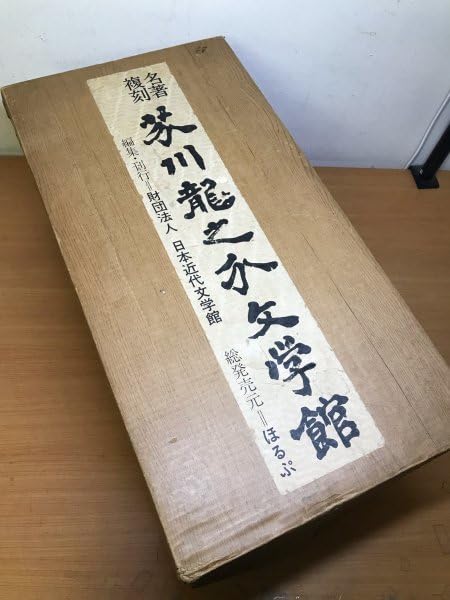 名著
複刻
芥川龍之介文学館
編集・刊行＝財団法人 日本近代文学館
総発売元＝ほるぷ